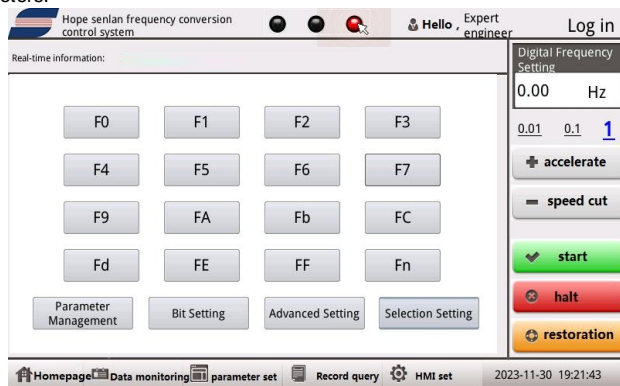 Hope senlan frequency conversion
control system
Hello ,
Expert
engineer
Log in
Real-time information:
Digital Frequency
Setting
0.00 Hz
0.01 0.1 1
F0 F1 F2 F3
accelerate
F4 F5 F6 F7
speed cut
F9 FA Fb FC
Fd FE FF Fn
start
Parameter
Management
Bit Setting Advanced Setting Selection Setting
halt
restoration
Homepage Data monitoring parameter set Record query HMI set 2023-11-30 19:21:43